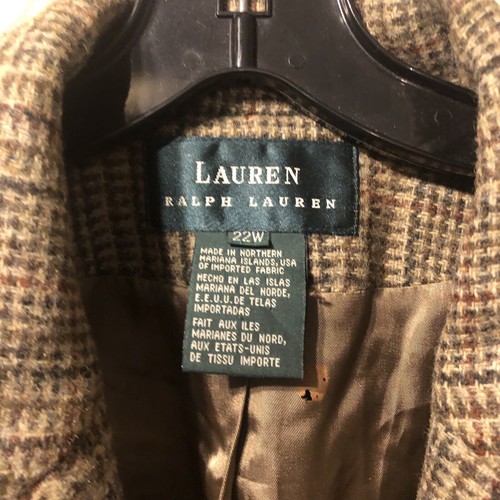 LAUREN
RALPH LAUREN
22W
MADE IN NORTHERN
MARIANA ISLANDS, USA
OF IMPORTED FABRIC
HECHO EN LAS ISLAS
MARIANA DEL NORDE,
E.E.U.U. DE TELAS
IMPORTADAS
FAIT AUX ILES
MARIANES DU NORD,
AUX ETATS-UNIS
DE TISSU IMPORTE